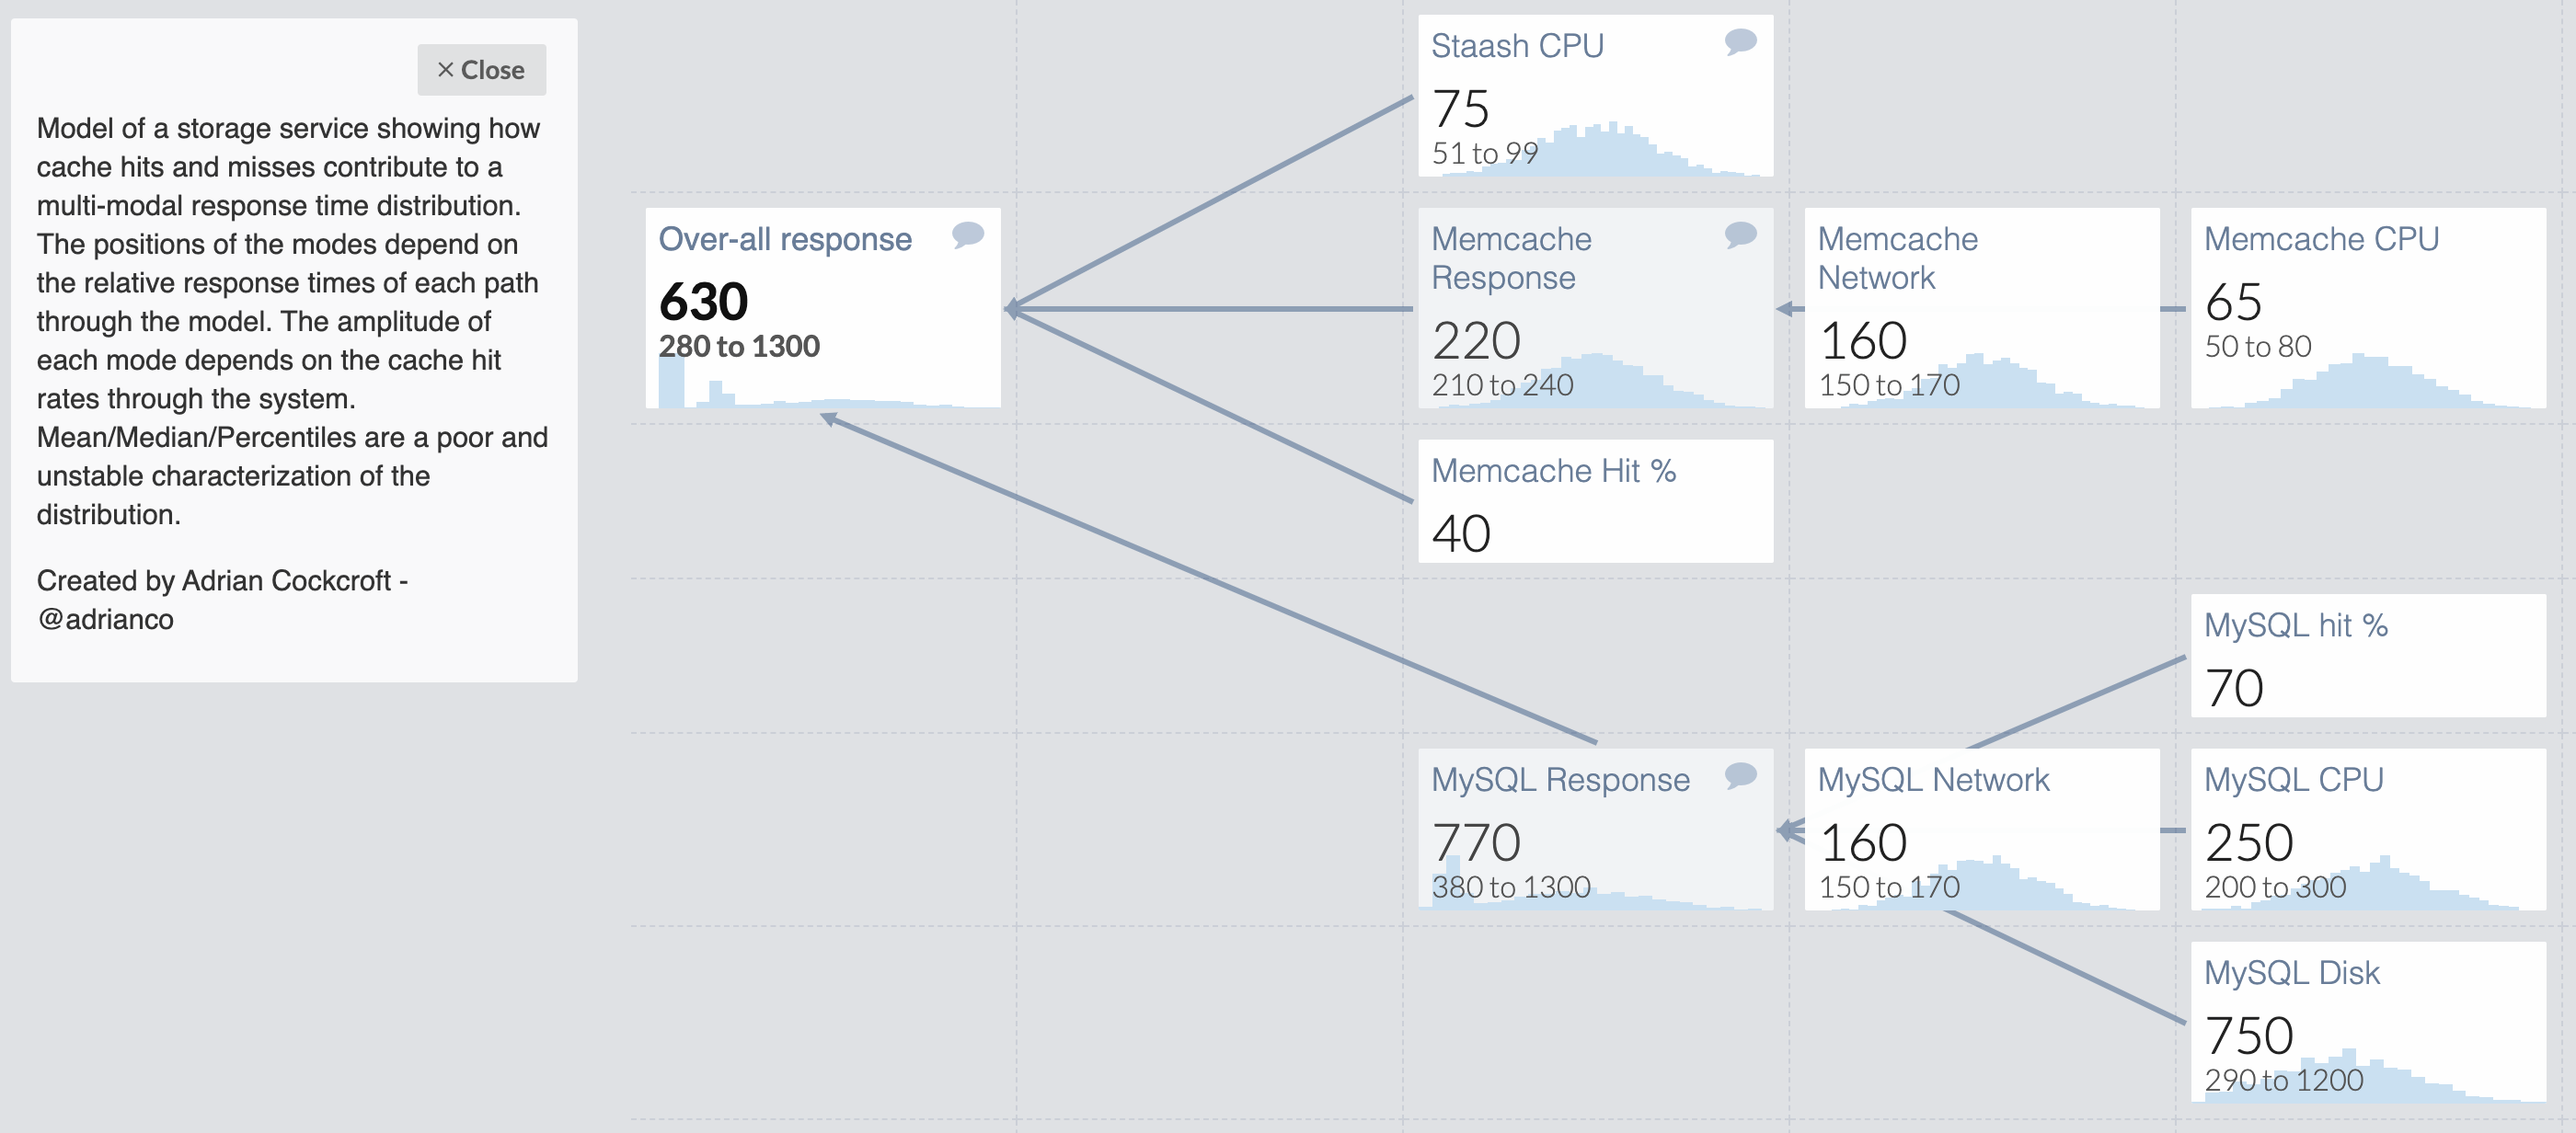 × Close
Model of a storage service showing how
cache hits and misses contribute to a
multi-modal response time distribution.
The positions of the modes depend on
the relative response times of each path
through the model. The amplitude of
each mode depends on the cache hit
rates through the system.
Mean/Median/Percentiles are a poor and
unstable characterization of the
distribution.
Created by Adrian Cockcroft -
@adrianco
Staash CPU
75
51 to 99
Over-all response
630
280 to 1300
Memcache
Response
220
210 to 240
Memcache
Network
160
150 to 170
Memcache CPU
65
50 to 80
Memcache Hit %
40
MySQL hit %
70
MySQL Response
770
380 to 1300
MySQL Network
160
150 to 170
MySQL CPU
250
200 to 300
MySQL Disk
750
290 to 1200